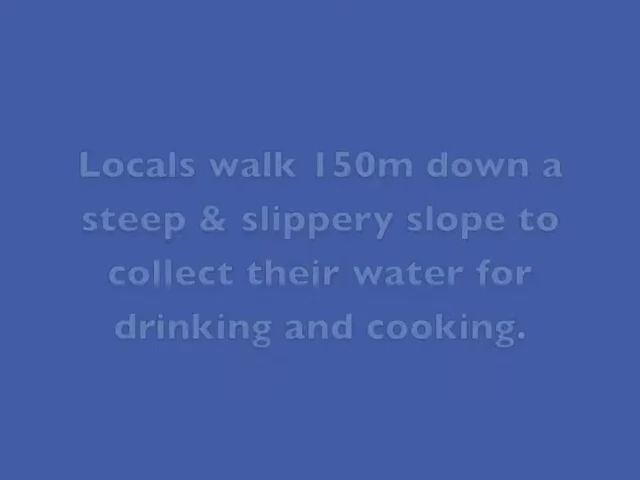 Locals walk 150m down a
steep & slippery slope to
collect their water for
drinking and cooking.